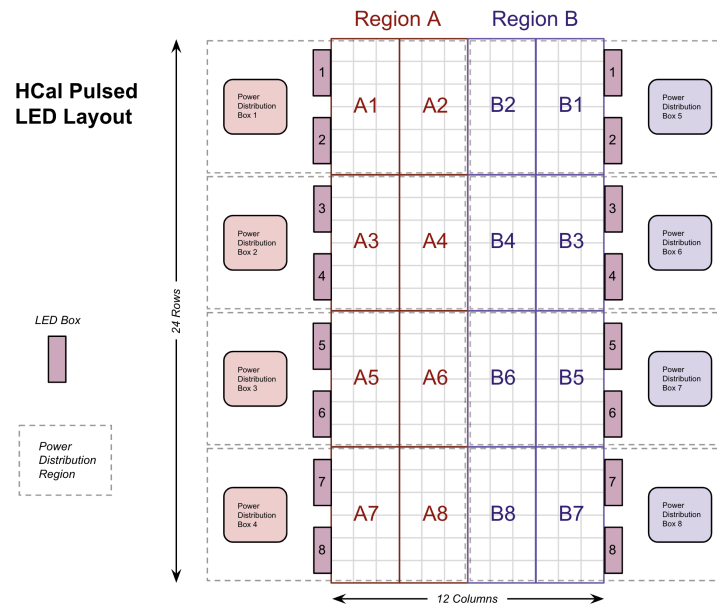 Region A
Region B
HCal Pulsed
LED Layout
Power
Distribution
Box 1
1
2
A1
A2
B2
B1
1
2
Power
Distribution
Box 5
Power
Distribution
Box 2
3
4
A3
A4
B4
B3
3
4
Power
Distribution
Box 6
24 Rows
LED Box
Power
Distribution
Box 3
5
6
A5
A6
B6
B5
5
6
Power
Distribution
Box 7
Power
Distribution
Region
Power
Distribution
Box 4
7
8
A7
A8
B8
B7
7
8
Power
Distribution
Box 8
12 Columns